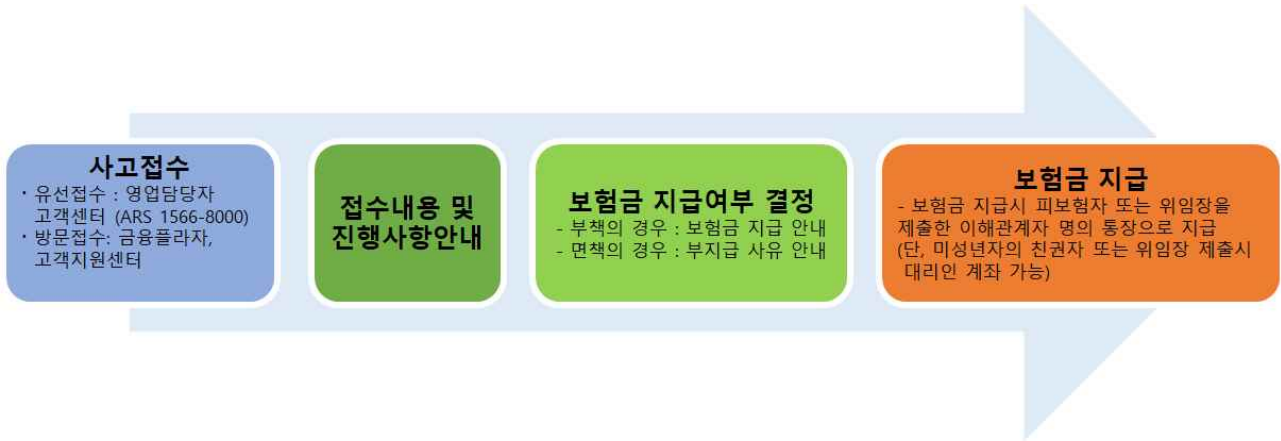 사고접수
· 유선접수 : 영업담당자
고객센터 (ARS 1566-8000)
· 방문접수: 금융플라자,
고객지원센터
접수내용 및
진행사항안내
보험금 지급여부 결정
- 부책의 경우 : 보험금 지급 안내
- 면책의 경우 : 부지급 사유 안내
보험금 지급
- 보험금 지급시 피보험자 또는 위임장을
제출한 이해관계자 명의 통장으로 지급
(단, 미성년자의 친권자 또는 위임장 제출시
대리인 계좌 가능)